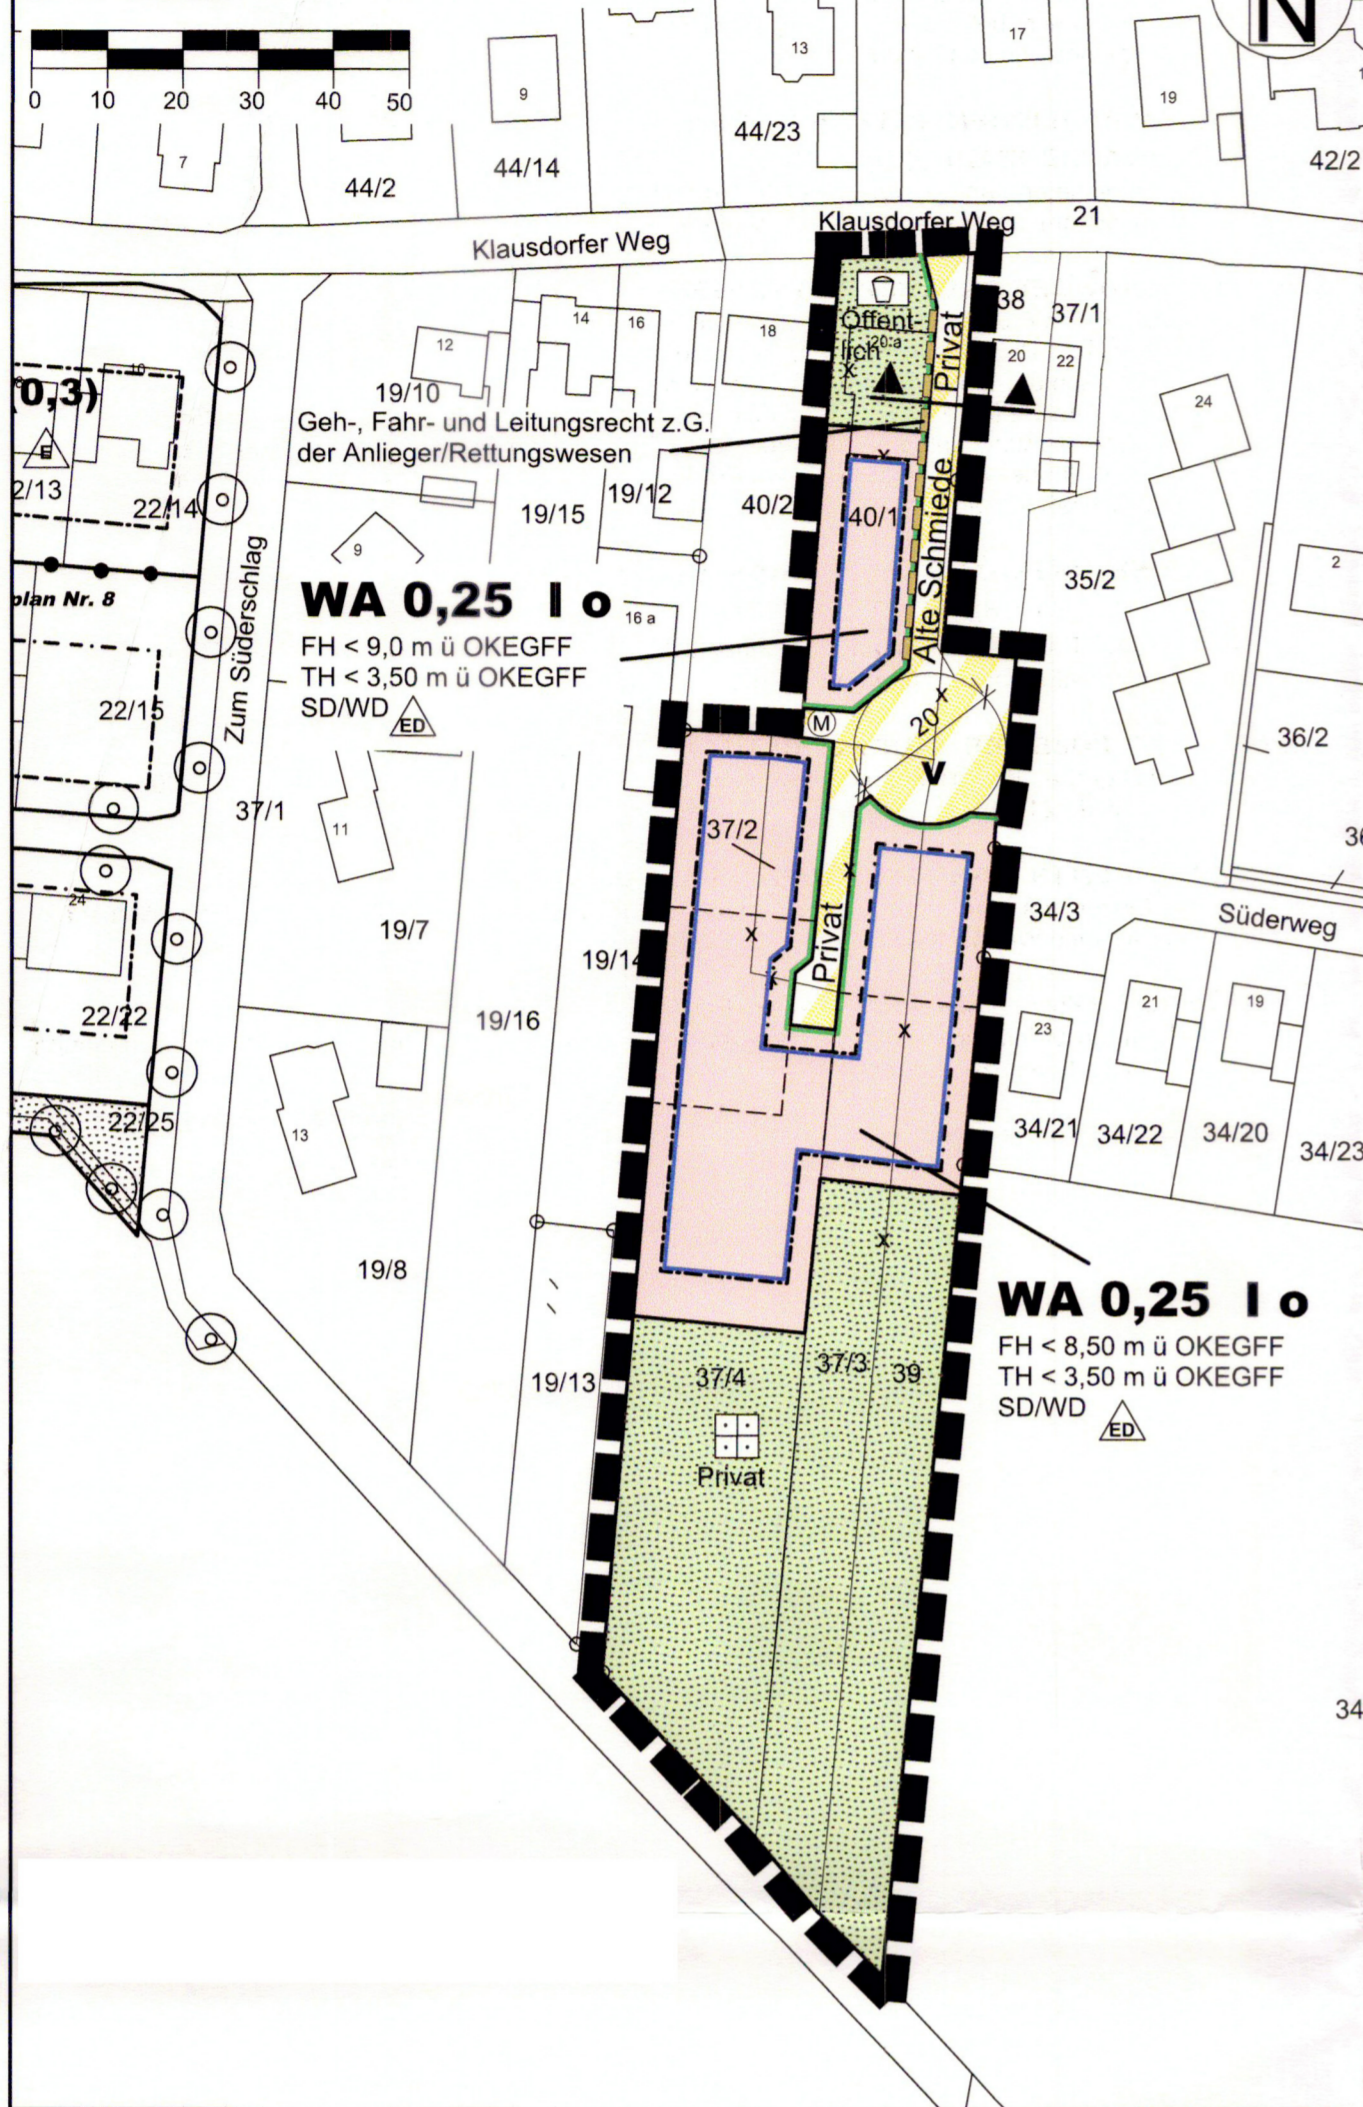 N
0 10 20 30 40 50
9
13
17
19
7
44/2
44/14
44/23
42/2
Klausdorfer Weg
Klausdorfer Weg
21
38
37/1
Öffent-
lich
20 a
Privat
10
12
14
16
18
20
22
24
(0,3)
E
19/10
Geh-, Fahr- und Leitungsrecht z.G.
der Anlieger/Rettungswesen
2/13
22/14
19/15
19/12
40/2
40/1
Alte Schmiede
35/2
2
9
plan Nr. 8
Zum Süderschlag
WA 0,25 I o
FH < 9,0 m ü OKEGFF
TH < 3,50 m ü OKEGFF
SD/WD ED
16 a
22/15
M
20
V
36/2
37/1
11
37/2
36
24
19/7
19/14
Privat
34/3
Süderweg
22/22
19/16
23
21
19
22/25
13
34/21
34/22
34/20
34/23
19/8
WA 0,25 I o
FH < 8,50 m ü OKEGFF
TH < 3,50 m ü OKEGFF
SD/WD ED
19/13
37/4
37/3
39
Privat
34